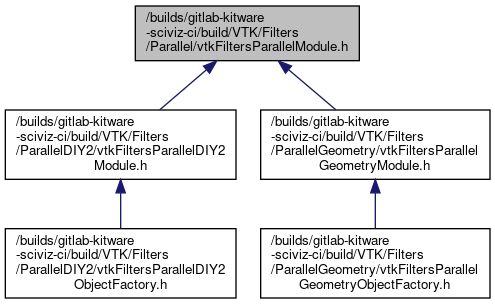 /builds/gitlab-kitware
-sciviz-ci/build/VTK/Filters
/Parallel/vtkFiltersParallelModule.h
/builds/gitlab-kitware
-sciviz-ci/build/VTK/Filters
/ParallelDIY2/vtkFiltersParallelDIY2
Module.h
/builds/gitlab-kitware
-sciviz-ci/build/VTK/Filters
/ParallelGeometry/vtkFiltersParallel
GeometryModule.h
/builds/gitlab-kitware
-sciviz-ci/build/VTK/Filters
/ParallelDIY2/vtkFiltersParallelDIY2
ObjectFactory.h
/builds/gitlab-kitware
-sciviz-ci/build/VTK/Filters
/ParallelGeometry/vtkFiltersParallel
GeometryObjectFactory.h